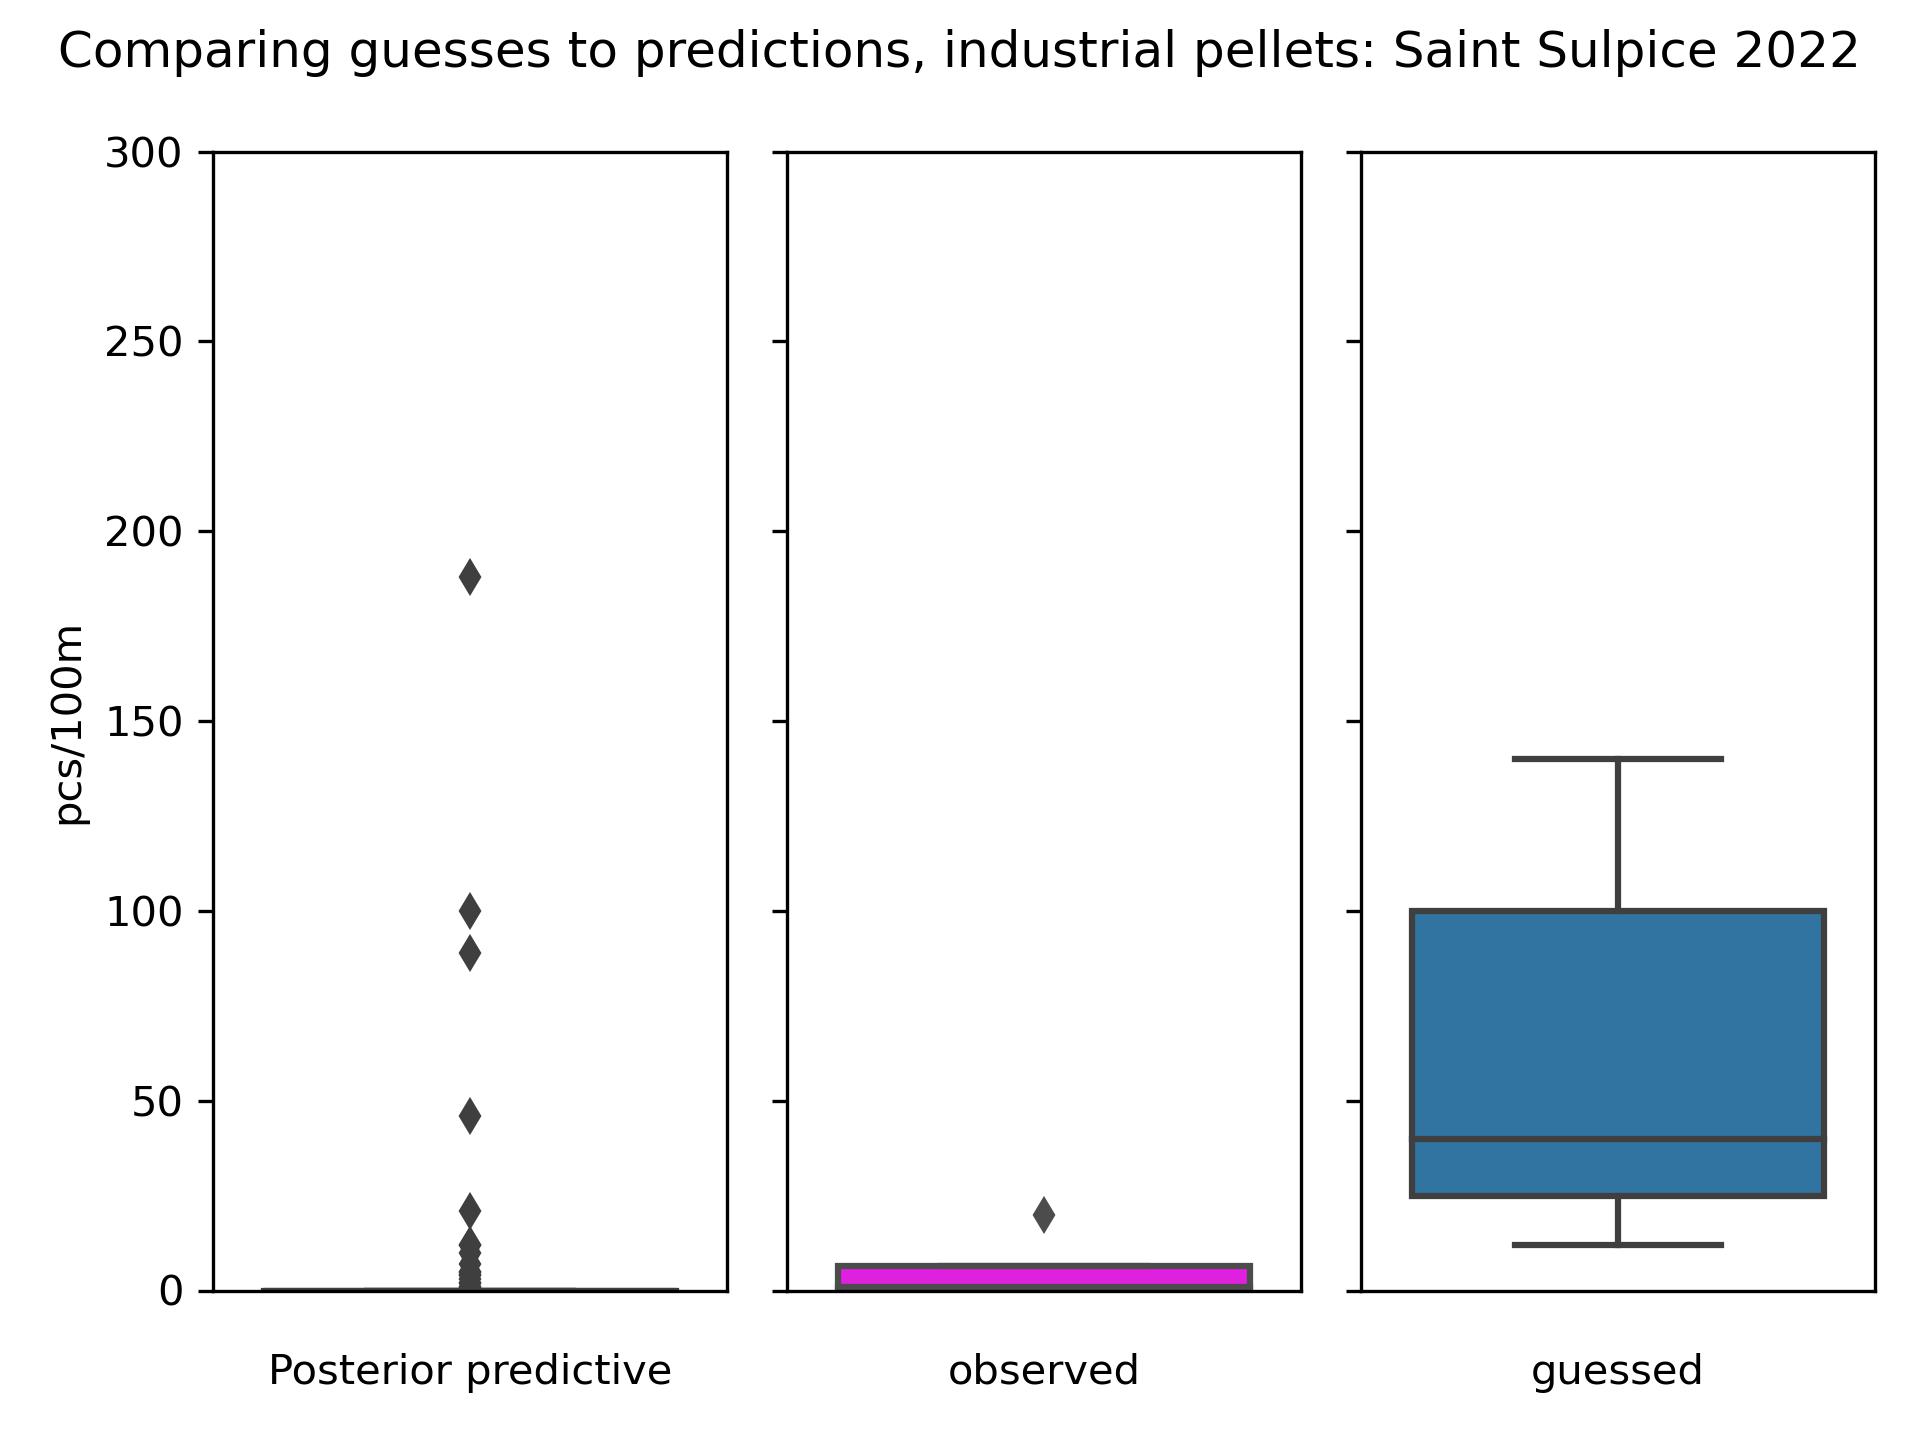 Comparing guesses to predictions, industrial pellets: Saint Sulpice 2022
300
250
200
150
100
50
0
pcs/100m
Posterior predictive
observed
guessed